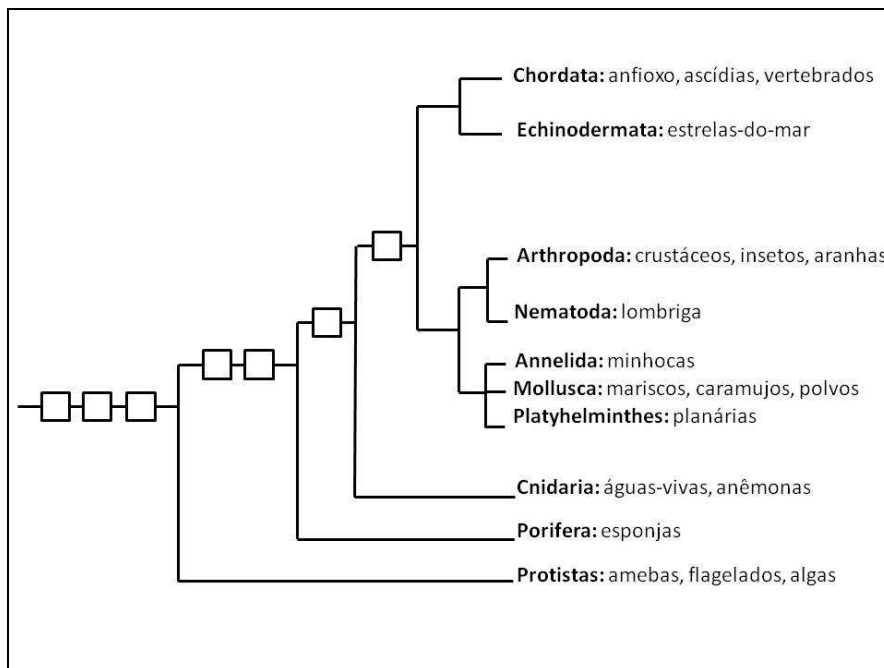 Chordata: anfioxo, ascídias, vertebrados
Echinodermata: estrelas-do-mar
Arthropoda: crustáceos, insetos, aranhas
Nematoda: lombriga
Annelida: minhocas
Mollusca: mariscos, caramujos, polvos
Platyhelminthes: planárias
Cnidaria: águas-vivas, anêmonas
Porifera: esponjas
Protistas: amebas, flagelados, algas